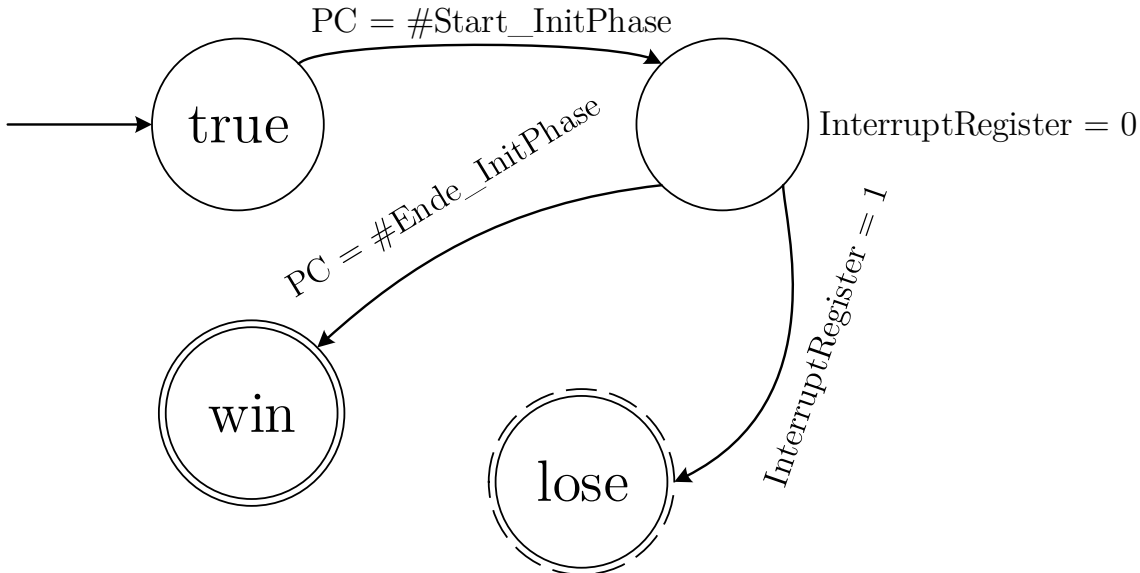 PC = #Start_InitPhase
true
InterruptRegister = 0
PC = #Ende_InitPhase
InterruptRegister = 1
win
lose